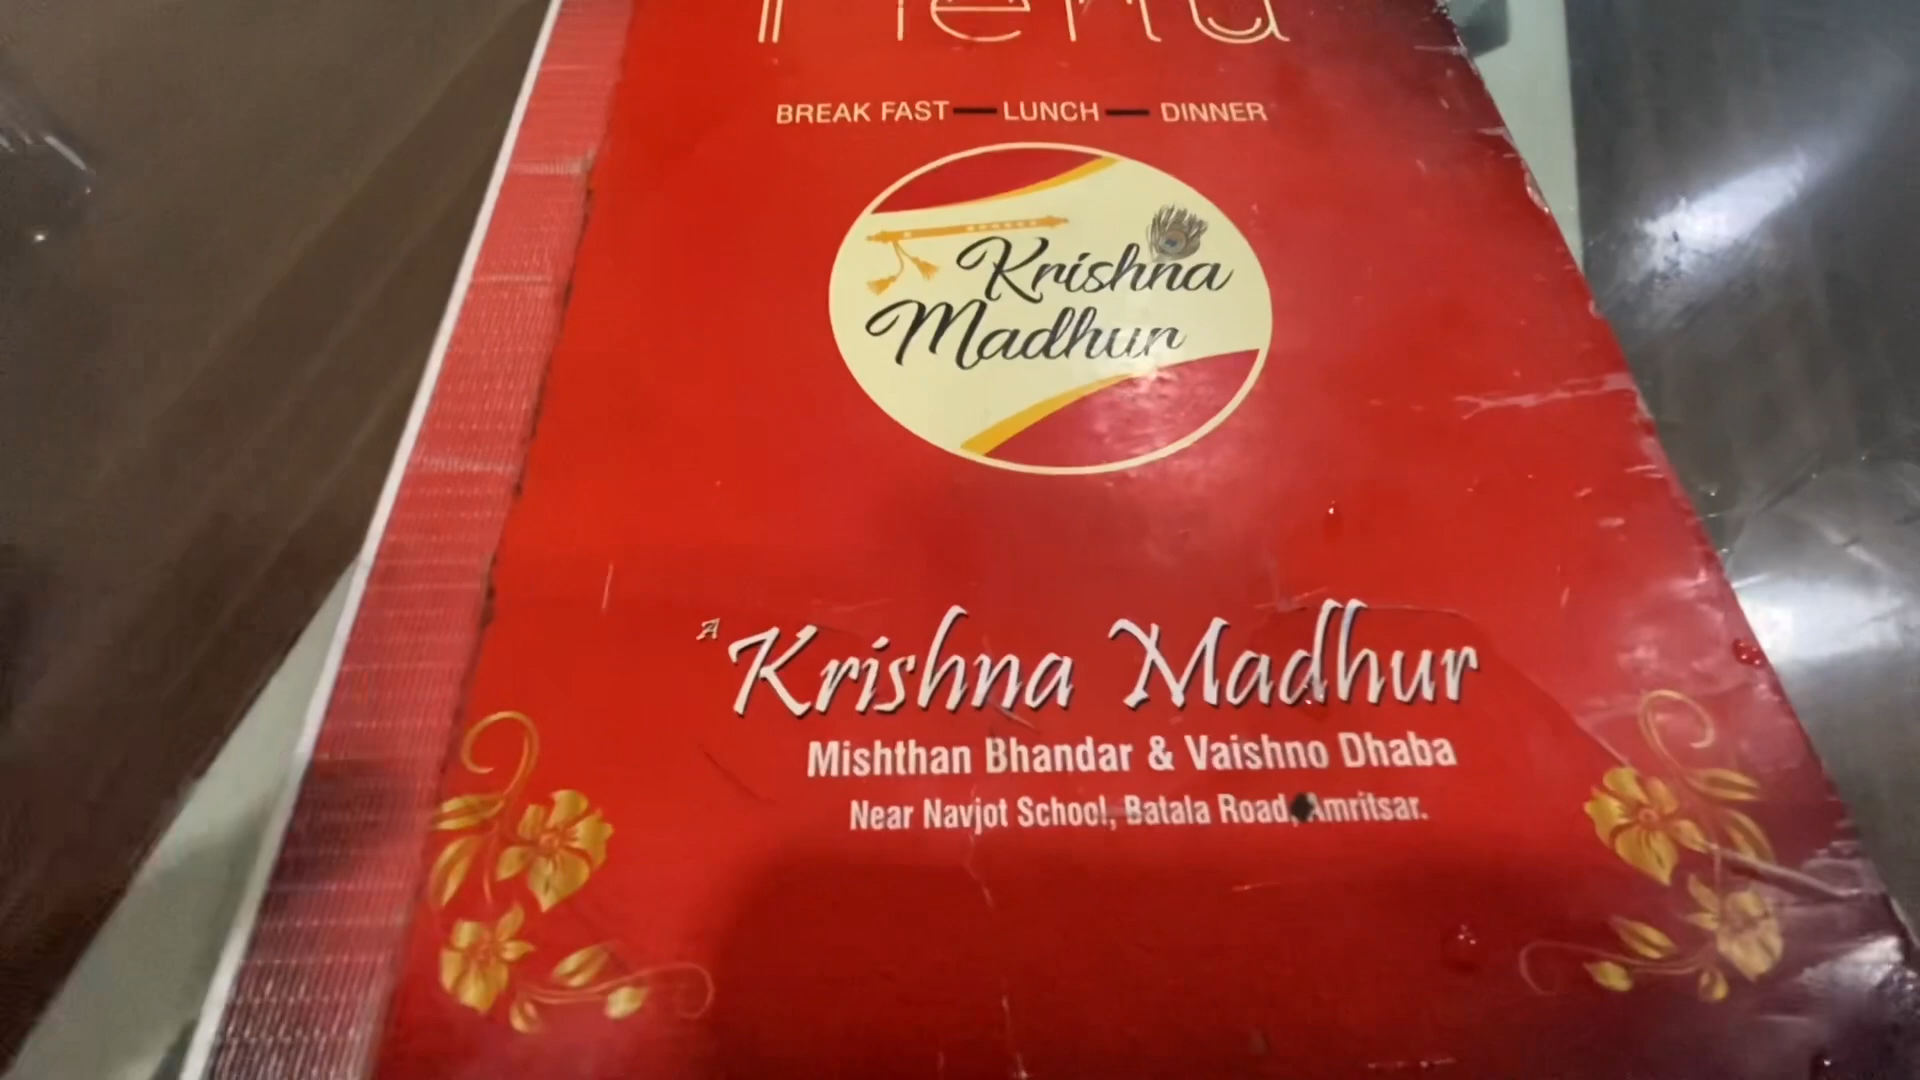 Menu
BREAK FAST — LUNCH — DINNER
Krishna
Madhur
A Krishna Madhur
Mishthan Bhandar & Vaishno Dhaba
Near Navjot School, Batala Road, Amritsar.